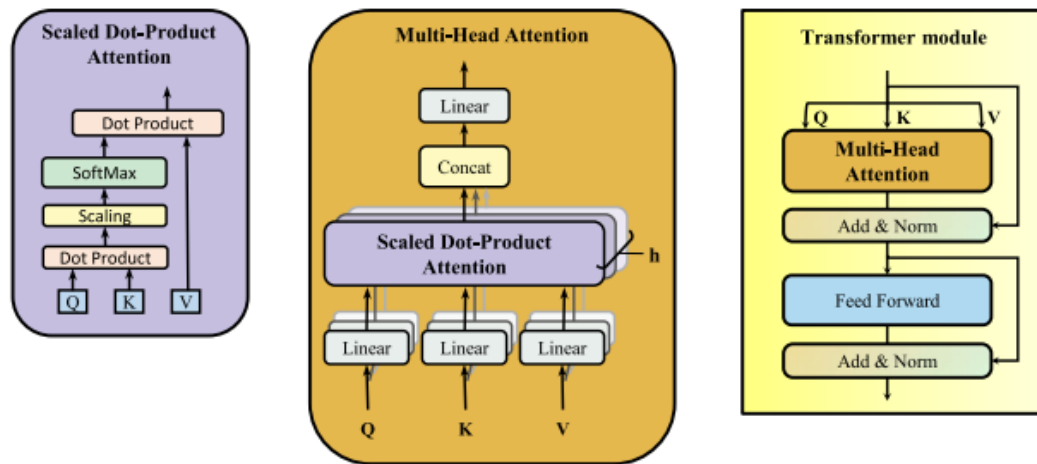 Scaled Dot-Product
Attention
Dot Product
SoftMax
Scaling
Dot Product
Q K V
Multi-Head Attention
Linear
Concat
Scaled Dot-Product
Attention
h
Linear Linear Linear
Q K V
Transformer module
Q K V
Multi-Head
Attention
Add & Norm
Feed Forward
Add & Norm